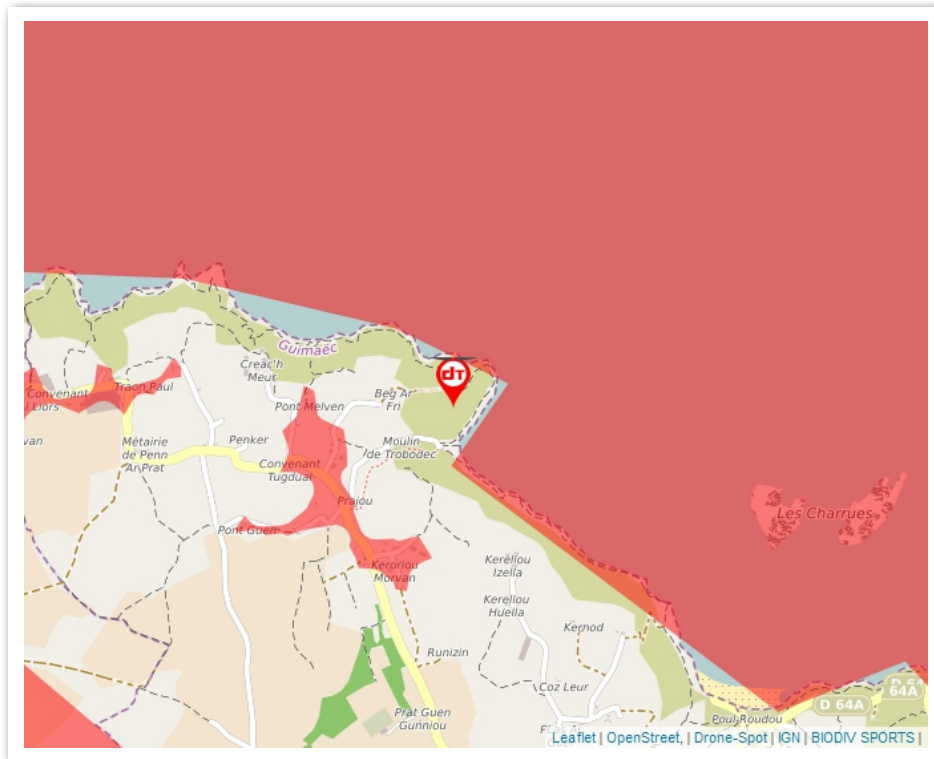 Guimaëc
Creac'h
Meur
Traon Paul
Convenant
Liors
Pont Melven
Beg Ar
Fri
van
Métairie
de Penn
Ar Prat
Penker
Moulin
de Trobodec
Convenant
Tugdual
Prajou
Pont Guen
Les Charrues
Keroriou
Morvan
Kerellou
Izella
Kerellou
Huella
Kernod
Runizin
Coz Leur
Prat Guen
Gunniou
Poul-Roudou
D 64A
64A
Leaflet | OpenStreet, | Drone-Spot | IGN | BIODIV SPORTS |